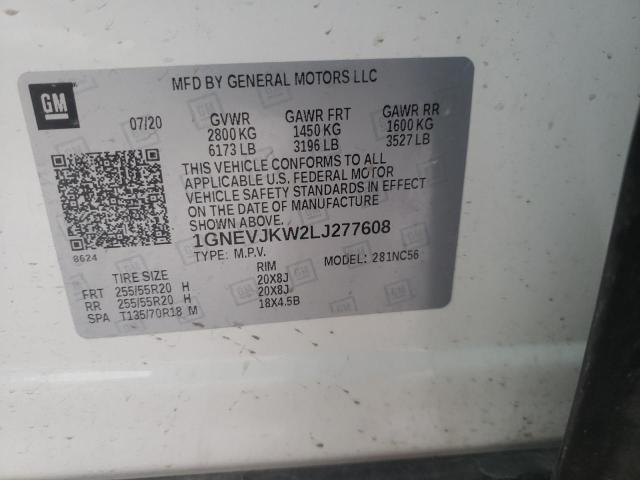 MFD BY GENERAL MOTORS LLC
GM
07/20 GVWR GAWR FRT GAWR RR
2800 KG 1450 KG 1600 KG
6173 LB 3196 LB 3527 LB
THIS VEHICLE CONFORMS TO ALL
APPLICABLE U.S. FEDERAL MOTOR
VEHICLE SAFETY STANDARDS IN EFFECT
ON THE DATE OF MANUFACTURE
SHOWN ABOVE.
1GNEVJKW2LJ277608
8624 TYPE: M.P.V. MODEL: 281NC56
TIRE SIZE RIM
FRT 255/55R20 H 20X8J
RR 255/55R20 H 20X8J
SPA T135/70R18 M 18X4.5B